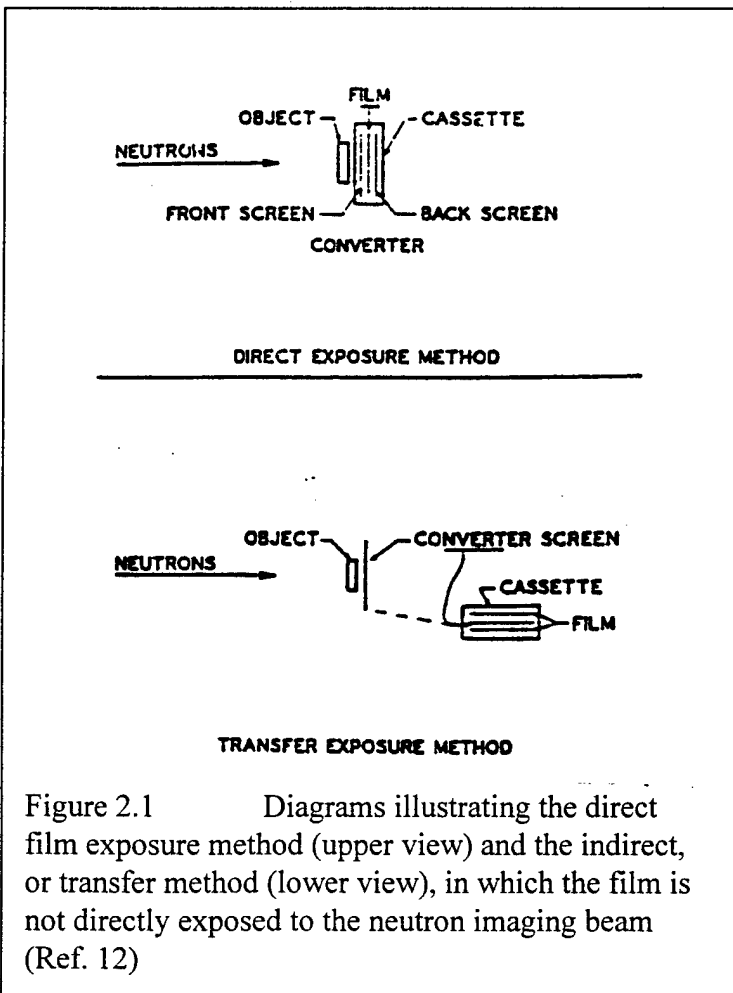 FILM
OBJECT
CASSETTE
NEUTRONS
FRONT SCREEN
BACK SCREEN
CONVERTER
DIRECT EXPOSURE METHOD
OBJECT
CONVERTER SCREEN
NEUTRONS
CASSETTE
FILM
TRANSFER EXPOSURE METHOD
Figure 2.1 Diagrams illustrating the direct
film exposure method (upper view) and the indirect,
or transfer method (lower view), in which the film is
not directly exposed to the neutron imaging beam
(Ref. 12)